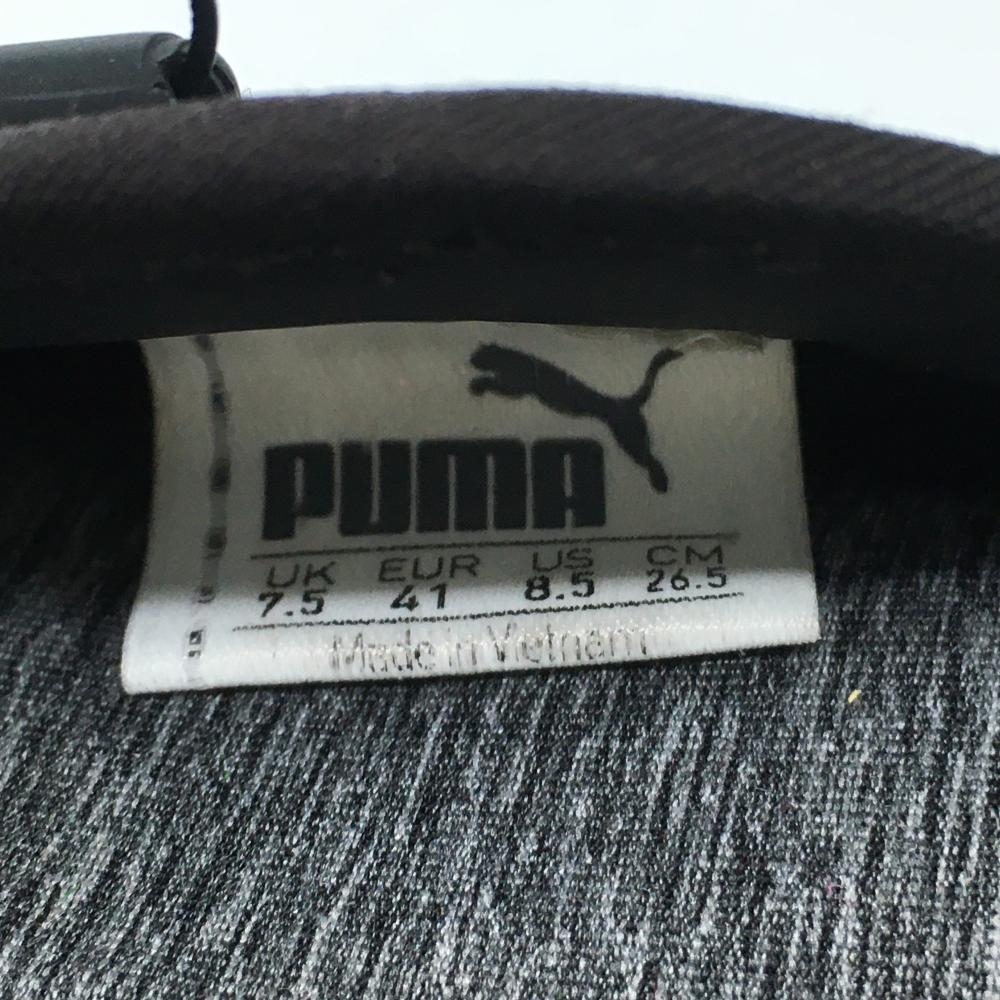 PUMA
UK EUR US CM
7.5 41 8.5 26.5
Made in Vietnam